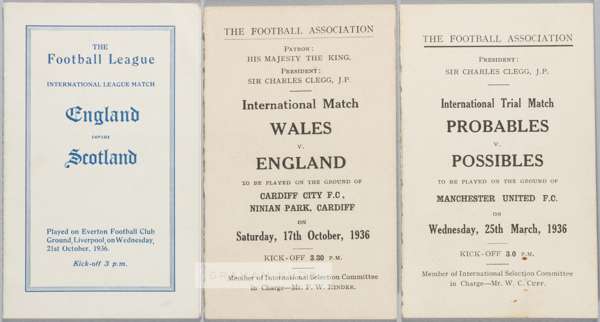 THE
Football League
INTERNATIONAL LEAGUE MATCH
England
versus
Scotland
Played on Everton Football Club
Ground, Liverpool, on Wednesday,
21st October, 1936.
Kick-off 3 p.m.
THE FOOTBALL ASSOCIATION
PATRON:
HIS MAJESTY THE KING.
PRESIDENT:
SIR CHARLES CLEGG, J.P.
International Match
WALES
V.
ENGLAND
TO BE PLAYED ON THE GROUND OF
CARDIFF CITY F.C.,
NINIAN PARK, CARDIFF
ON
Saturday, 17th October, 1936
KICK-OFF 3.30 P.M.
Member of International Selection Committee
in Charge—Mr. P. W. RINDER.
THE FOOTBALL ASSOCIATION
PRESIDENT:
SIR CHARLES CLEGG, J.P.
International Trial Match
PROBABLES
V.
POSSIBLES
TO BE PLAYED ON THE GROUND OF
MANCHESTER UNITED F.C.
ON
Wednesday, 25th March, 1936
KICK-OFF 3.0 P.M.
Member of International Selection Committee
in Charge—Mr. W. C. CUFF.